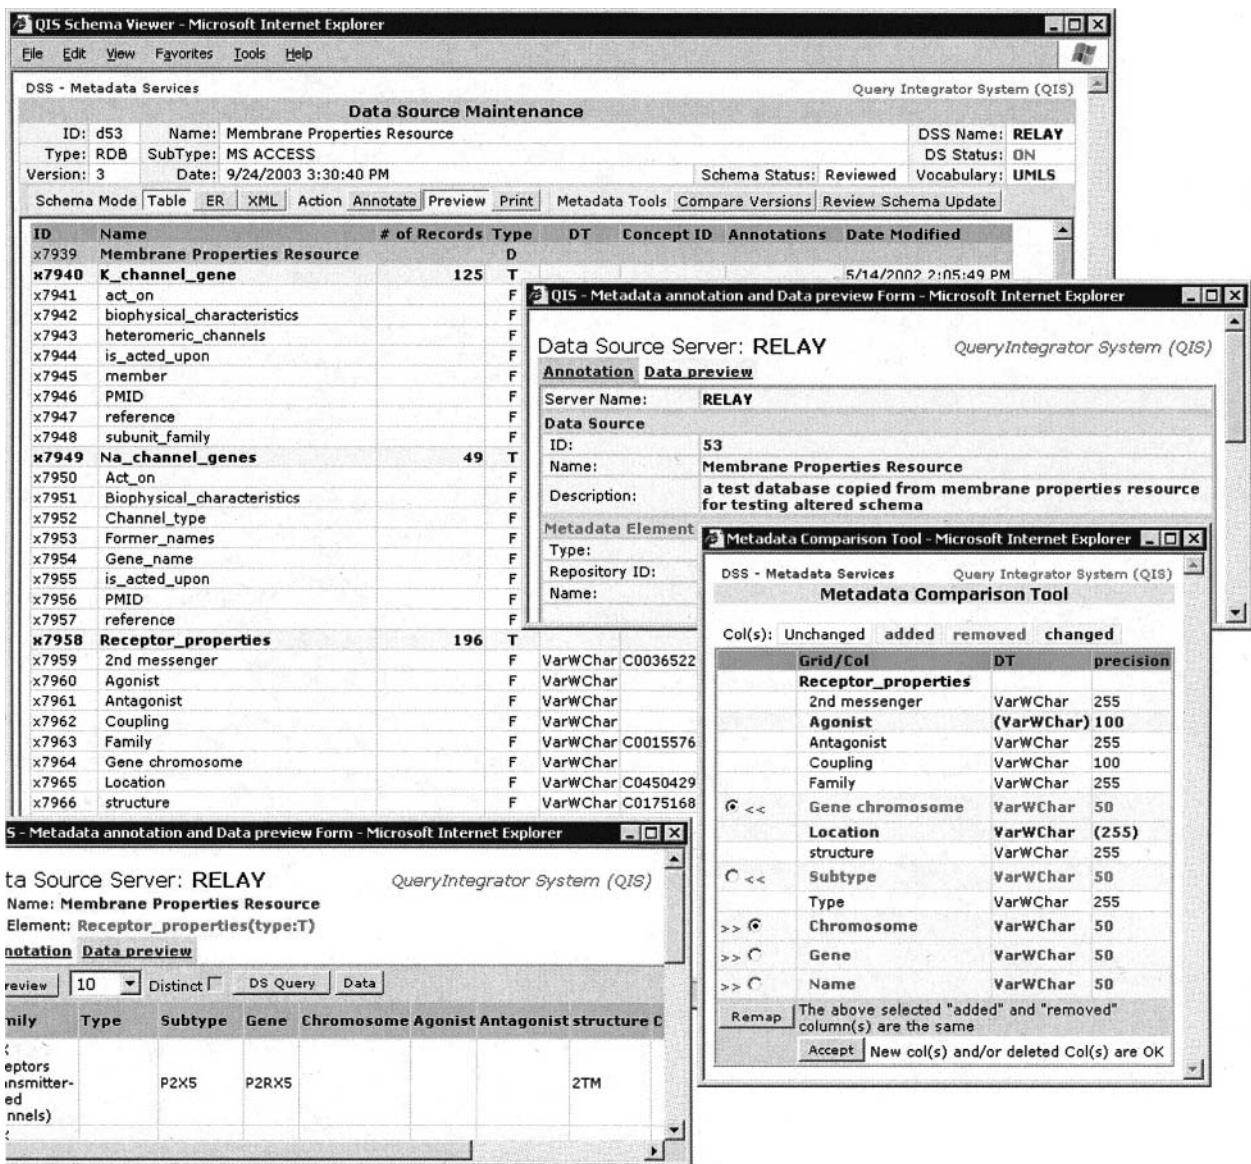 QIS Schema Viewer - Microsoft Internet Explorer
File Edit View Favorites Tools Help
DSS - Metadata Services Query Integrator System (QIS)
Data Source Maintenance
ID: d53 Name: Membrane Properties Resource DSS Name: RELAY
Type: RDB SubType: MS ACCESS DS Status: ON
Version: 3 Date: 9/24/2003 3:30:40 PM Schema Status: Reviewed Vocabulary: UMLS
Schema Mode Table ER XML Action Annotate Preview Print Metadata Tools Compare Versions Review Schema Update
ID Name # of Records Type DT Concept ID Annotations Date Modified
x7939 Membrane Properties Resource D
x7940 K_channel_gene 125 T 5/14/2002 2:05:49 PM
x7941 act_on F
x7942 biophysical_characteristics F
x7943 heteromeric_channels F
x7944 is_acted_upon F
x7945 member F
x7946 PMID F
x7947 reference F
x7948 subunit_family F
x7949 Na_channel_genes 49 T
x7950 Act_on F
x7951 Biophysical_characteristics F
x7952 Channel_type F
x7953 Former_names F
x7954 Gene_name F
x7955 is_acted_upon F
x7956 PMID F
x7957 reference F
x7958 Receptor_properties 196 T
x7959 2nd messenger F VarWChar C0036522
x7960 Agonist F VarWChar
x7961 Antagonist F VarWChar
x7962 Coupling F VarWChar
x7963 Family F VarWChar C0015576
x7964 Gene chromosome F VarWChar
x7965 Location F VarWChar C0450429
x7966 structure F VarWChar C0175168
QIS - Metadata annotation and Data preview Form - Microsoft Internet Explorer
Data Source Server: RELAY QueryIntegrator System (QIS)
Annotation Data preview
Server Name: RELAY
Data Source
ID: 53
Name: Membrane Properties Resource
Description: a test database copied from membrane properties resource
for testing altered schema
Metadata Element
Type:
Repository ID:
Name:
Metadata Comparison Tool - Microsoft Internet Explorer
DSS - Metadata Services Query Integrator System (QIS)
Metadata Comparison Tool
Col(s): Unchanged added removed changed
Grid/Col DT precision
Receptor_properties
2nd messenger VarWChar 255
Agonist (VarWChar) 100
Antagonist VarWChar 255
Coupling VarWChar 100
Family VarWChar 255
<< Gene chromosome VarWChar 50
Location VarWChar (255)
structure VarWChar 255
<< Subtype VarWChar 50
Type VarWChar 255
>> Chromosome VarWChar 50
>> Gene VarWChar 50
>> Name VarWChar 50
Remap The above selected "added" and "removed"
column(s) are the same
Accept New col(s) and/or deleted Col(s) are OK
S - Metadata annotation and Data preview Form - Microsoft Internet Explorer
ta Source Server: RELAY QueryIntegrator System (QIS)
Name: Membrane Properties Resource
Element: Receptor_properties(type:T)
notation Data preview
review 10 Distinct DS Query Data
mily Type Subtype Gene Chromosome Agonist Antagonist structure C
eptors
nsmitter- P2X5 P2RX5 2TM
ed
nnels)